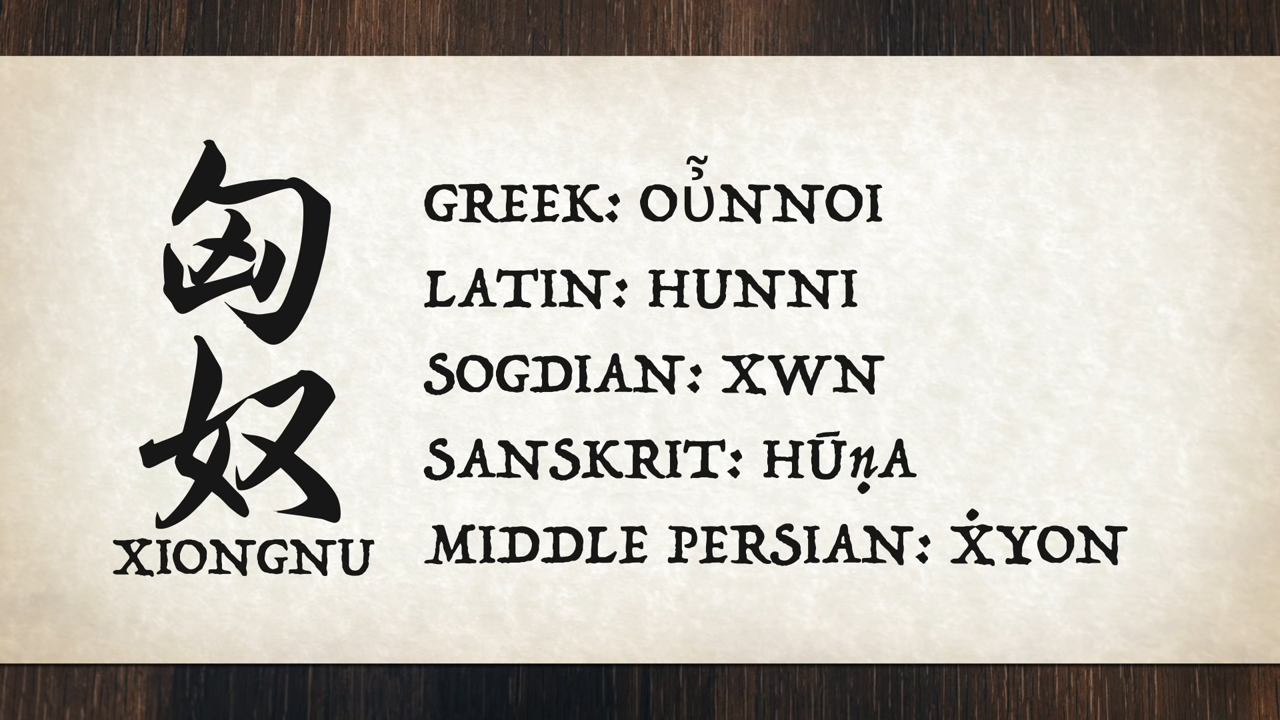 匈奴
XIONGNU
GREEK: OὖNNOI
LATIN: HUNNI
SOGDIAN: XWN
SANSKRIT: HŪṇA
MIDDLE PERSIAN: ẊYON